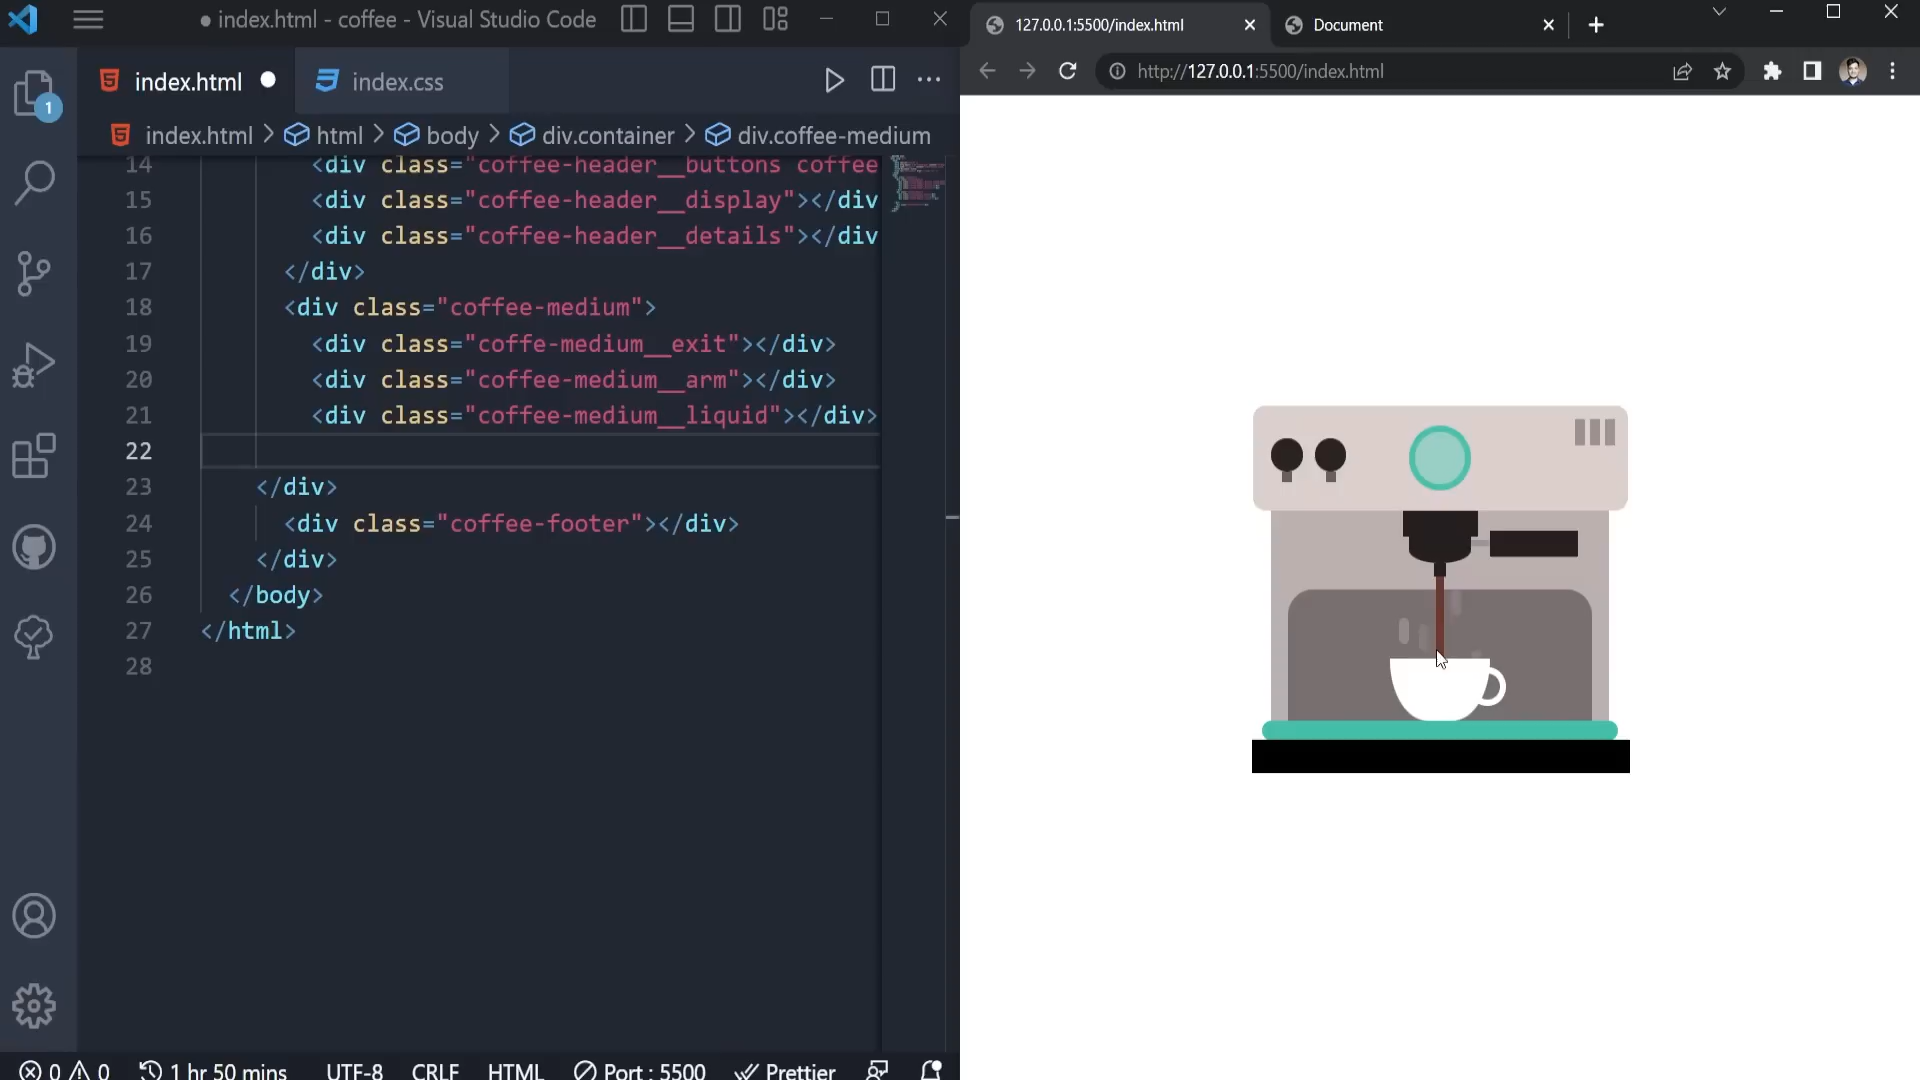 index.html - coffee - Visual Studio Code
index.html
index.css
index.html > html > body > div.container > div.coffee-medium
14 <div class="coffee-header__buttons coffee
15 <div class="coffee-header__display"></div
16 <div class="coffee-header__details"></div
17 </div>
18 <div class="coffee-medium">
19 <div class="coffe-medium__exit"></div>
20 <div class="coffee-medium__arm"></div>
21 <div class="coffee-medium__liquid"></div>
22
23 </div>
24 <div class="coffee-footer"></div>
25 </div>
26 </body>
27 </html>
28
1
0 0 1 hr 50 mins UTF-8 CRLF HTML Port : 5500 Prettier
127.0.0.1:5500/index.html
Document
http://127.0.0.1:5500/index.html